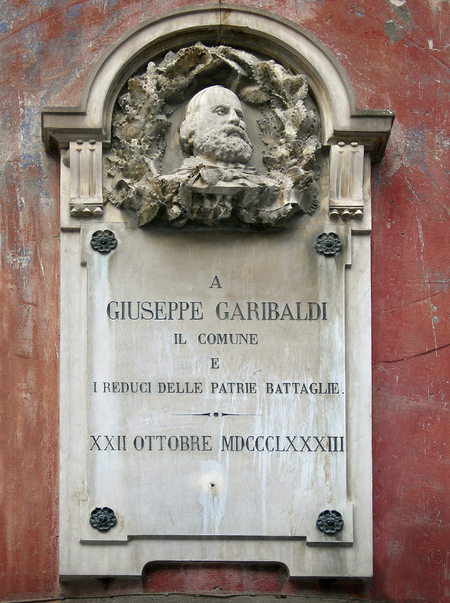 A
GIUSEPPE GARIBALDI
IL COMUNE
E
I REDUCI DELLE PATRIE BATTAGLIE.
XXII OTTOBRE MDCCCLXXXIII